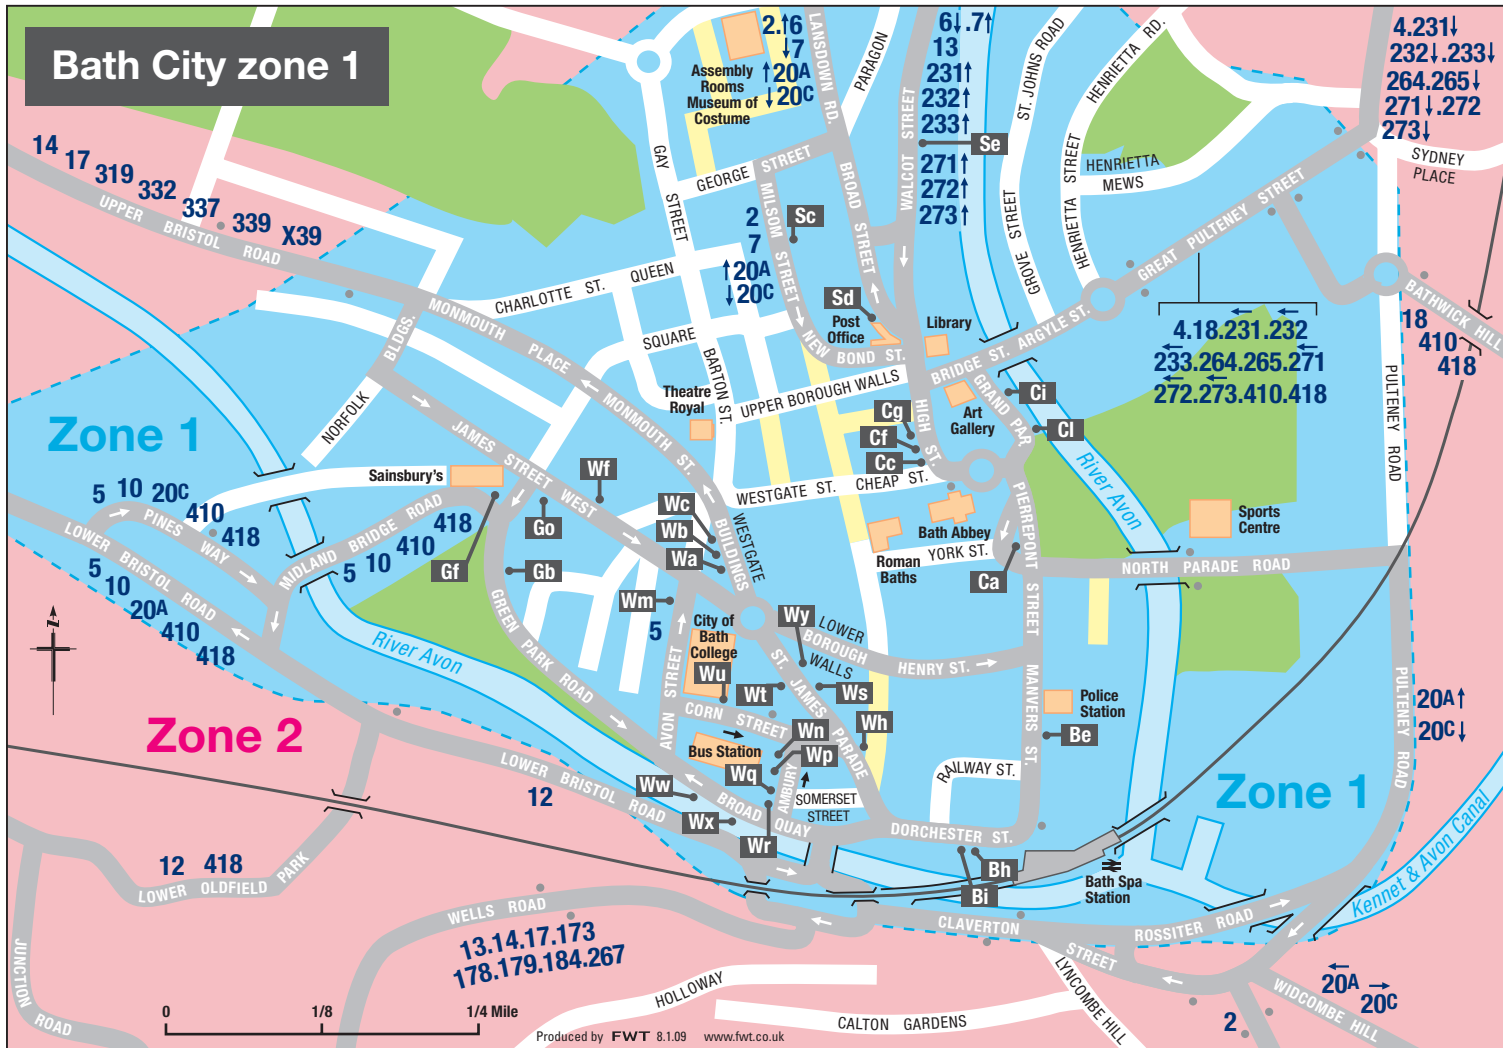 Bath City zone 1
2.↑6
↓7
↑20A
↓20C
Assembly
Rooms
Museum of
Costume
LANSDOWN RD.
PARAGON
6↓.7↑
13
231↑
232↑
233↑
Se
271↑
272↑
273↑
WALCOT STREET
ST. JOHNS ROAD
HENRIETTA RD.
HENRIETTA STREET
HENRIETTA
MEWS
GROVE STREET
4.231↓
232↓.233↓
264.265↓
271↓.272
273↓
SYDNEY
PLACE
GREAT PULTENEY STREET
14
17
319
332
337
339
X39
UPPER BRISTOL ROAD
GAY STREET
GEORGE STREET
MILSOM STREET
BROAD STREET
Sc
2
7
↑20A
↓20C
CHARLOTTE ST.
QUEEN
SQUARE
BARTON ST.
Sd
Post
Office
Library
NEW BOND ST.
BRIDGE ST.
ARGYLE ST.
4.18.231.232
233.264.265.271
272.273.410.418
BATHWICK HILL
18
410
418
MONMOUTH PLACE
MONMOUTH ST.
NORFOLK
BLDGS.
Theatre
Royal
UPPER BOROUGH WALLS
HIGH ST.
Art
Gallery
GRAND PAR
Ci
Cl
Cg
Cf
Cc
River Avon
PULTENEY ROAD
Zone 1
Sainsbury's
JAMES STREET WEST
Wf
Go
WESTGATE ST.
CHEAP ST.
WESTGATE
BUILDINGS
Wc
Wb
Wa
Bath Abbey
Roman
Baths
YORK ST.
Ca
PIERREPONT STREET
Sports
Centre
NORTH PARADE ROAD
5
10
20C
410
418
PINES WAY
MIDLAND BRIDGE ROAD
5
10
410
418
Gf
Gb
LOWER BRISTOL ROAD
5
10
20A
410
418
GREEN PARK ROAD
River Avon
Wm
5
City of
Bath
College
Wu
AVON STREET
CORN STREET
ST. JAMES PARADE
Wy
LOWER
BOROUGH
WALLS
HENRY ST.
Wt
Ws
Wh
Wn
Wp
Wq
Bus Station
AMBURY
SOMERSET
STREET
MANVERS ST.
Police
Station
Be
RAILWAY ST.
20A↑
20C↓
PULTENEY ROAD
Zone 2
Zone 1
LOWER BRISTOL ROAD
12
Ww
Wx
Wr
BROAD QUAY
DORCHESTER ST.
Bh
Bi
Bath Spa
Station
Kennet & Avon Canal
12
418
LOWER OLDFIELD PARK
JUNCTION ROAD
WELLS ROAD
13.14.17.173
178.179.184.267
CLAVERTON STREET
ROSSITER ROAD
LYNCOMBE HILL
WIDCOMBE HILL
←
20A
→
20C
2
HOLLOWAY
CALTON GARDENS
0
1/8
1/4 Mile
Produced by FWT 8.1.09 www.fwt.co.uk